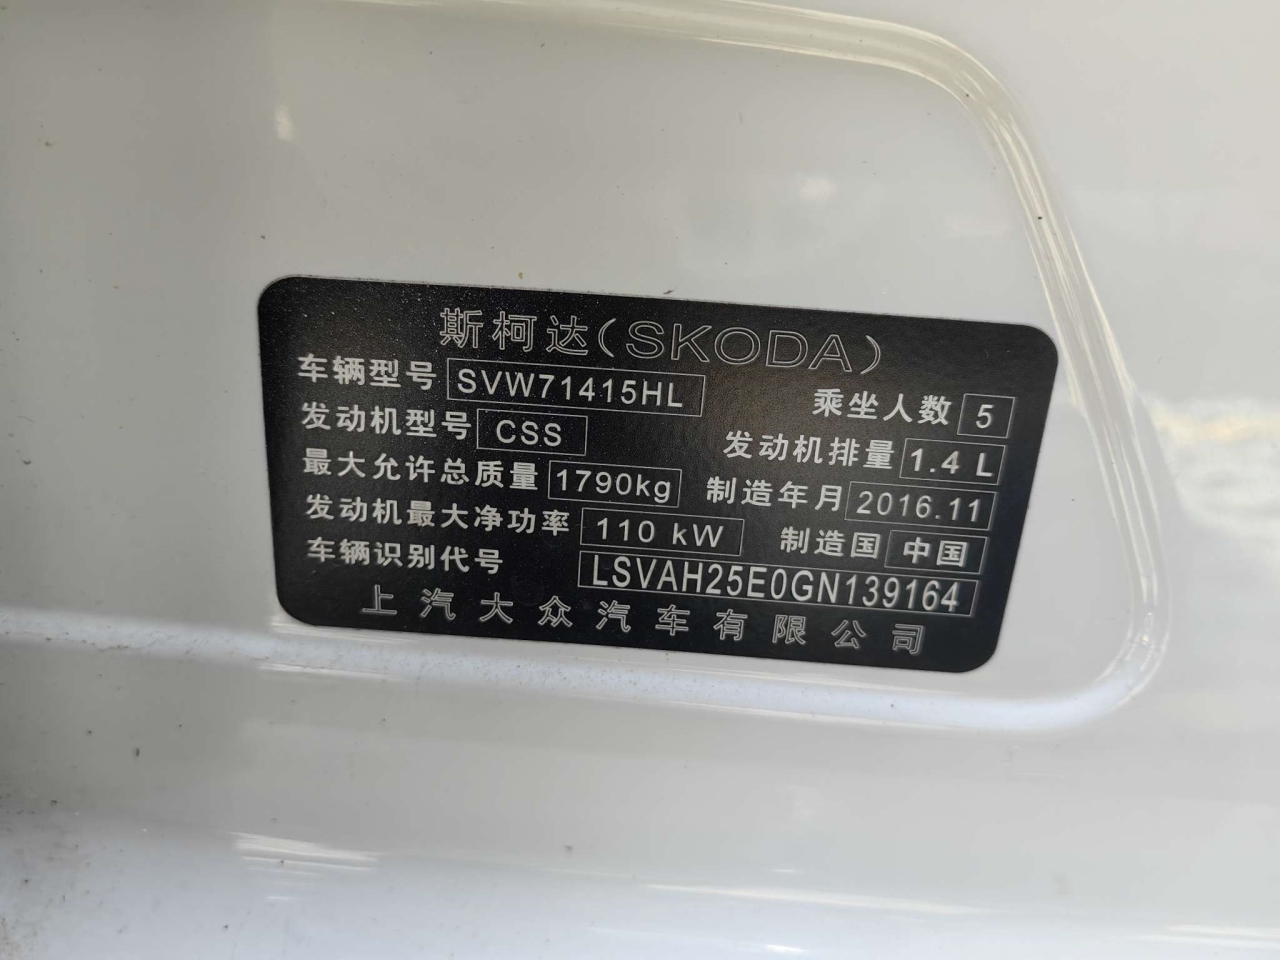 斯柯达(SKODA)
车辆型号 SVW71415HL 乘坐人数 5
发动机型号 CSS 发动机排量 1.4 L
最大允许总质量 1790kg 制造年月 2016.11
发动机最大净功率 110 kW 制造国 中国
车辆识别代号 LSVAH25E0GN139164
上汽大众汽车有限公司